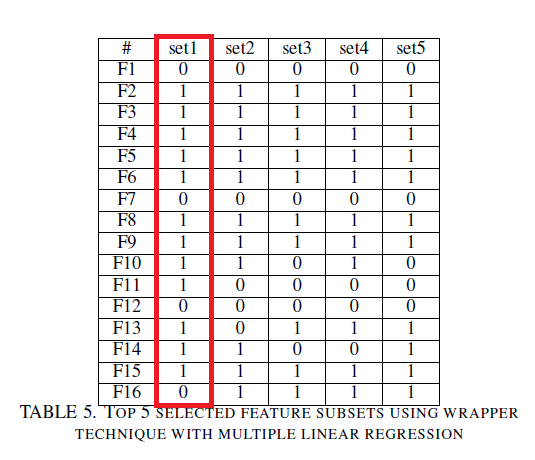 # set1 set2 set3 set4 set5
F1 0 0 0 0 0
F2 1 1 1 1 1
F3 1 1 1 1 1
F4 1 1 1 1 1
F5 1 1 1 1 1
F6 1 1 1 1 1
F7 0 0 0 0 0
F8 1 1 1 1 1
F9 1 1 1 1 1
F10 1 1 0 1 0
F11 1 0 0 0 0
F12 0 0 0 0 0
F13 1 0 1 1 1
F14 1 1 0 0 1
F15 1 1 1 1 1
F16 0 1 1 1 1
TABLE 5. TOP 5 SELECTED FEATURE SUBSETS USING WRAPPER
TECHNIQUE WITH MULTIPLE LINEAR REGRESSION